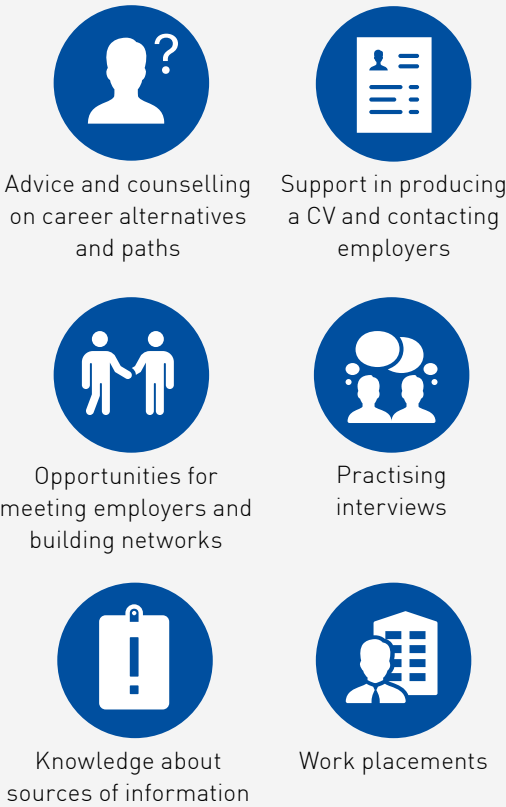 ?
Advice and counselling
on career alternatives
and paths
Support in producing
a CV and contacting
employers
Opportunities for
meeting employers and
building networks
Practising
interviews
!
Knowledge about
sources of information
Work placements